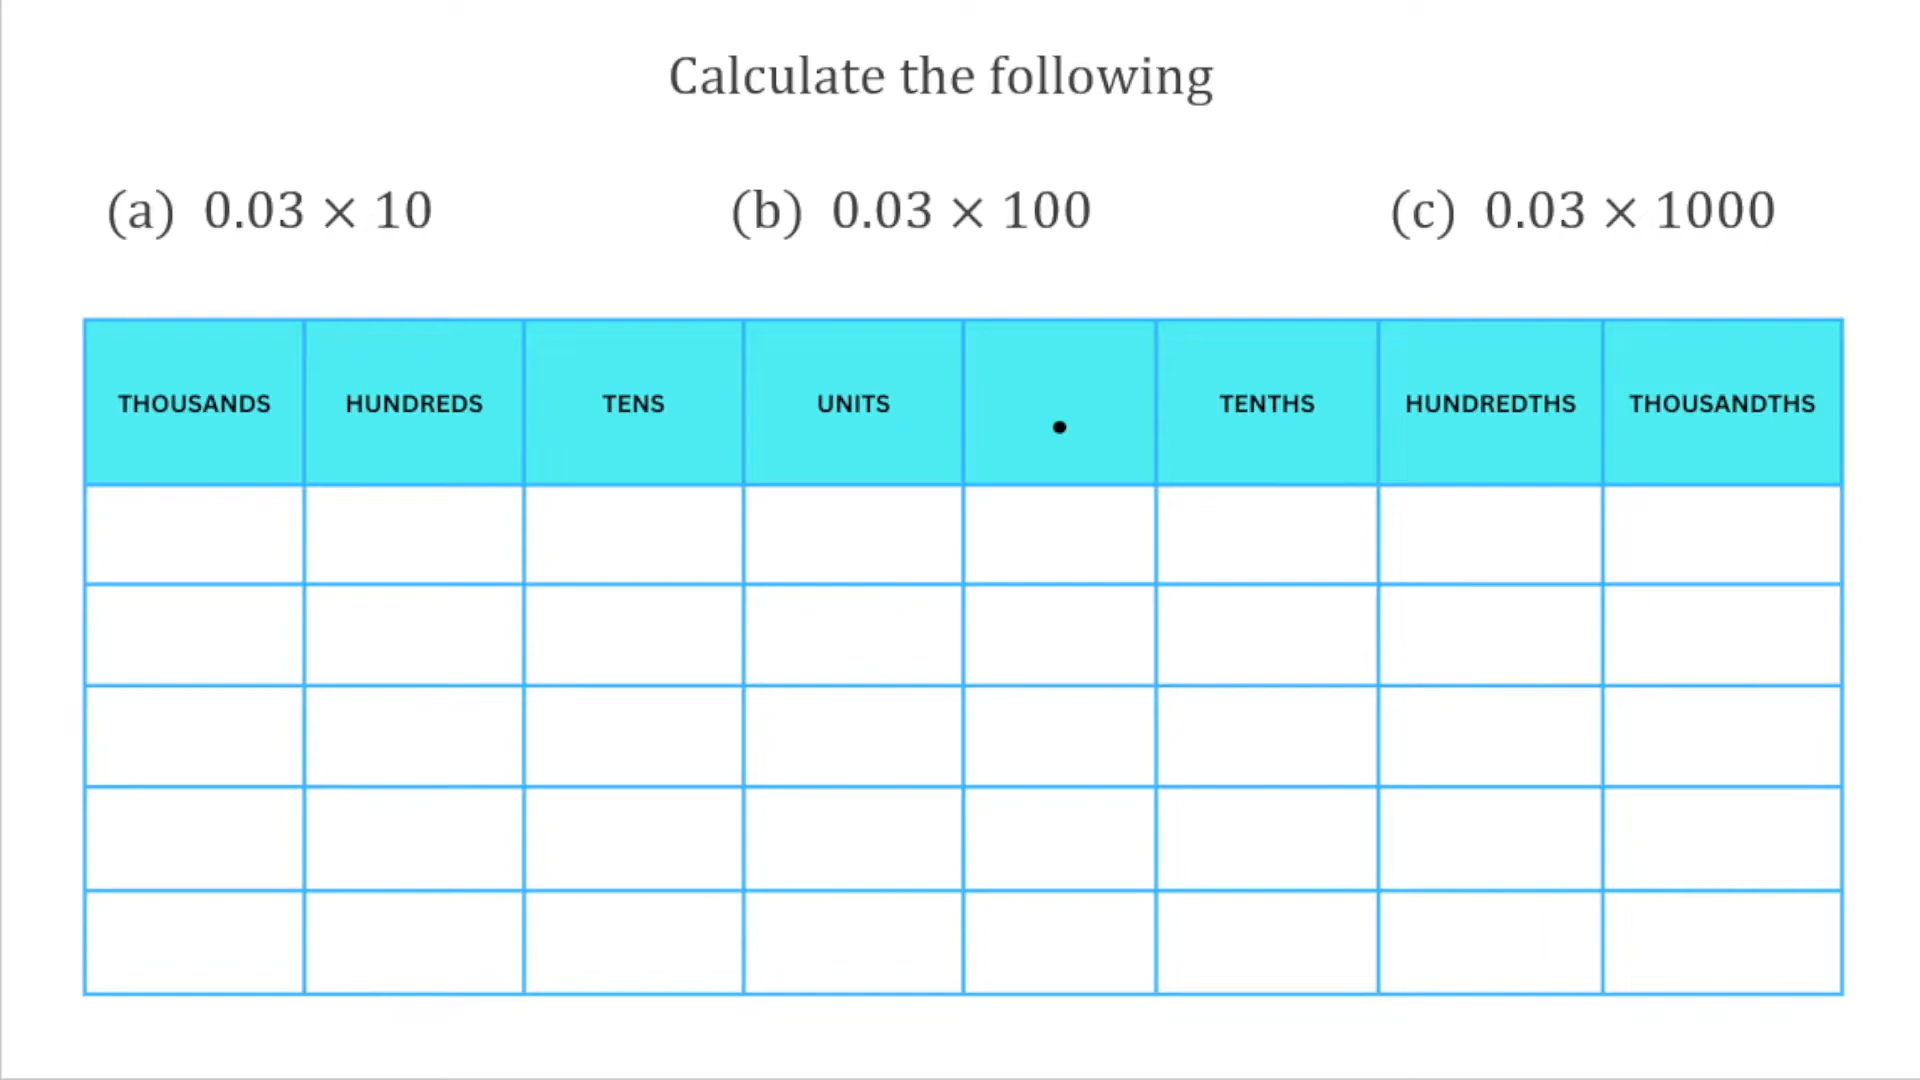 Calculate the following
(a) 0.03 × 10 (b) 0.03 × 100 (c) 0.03 × 1000
THOUSANDS HUNDREDS TENS UNITS . TENTHS HUNDREDTHS THOUSANDTHS